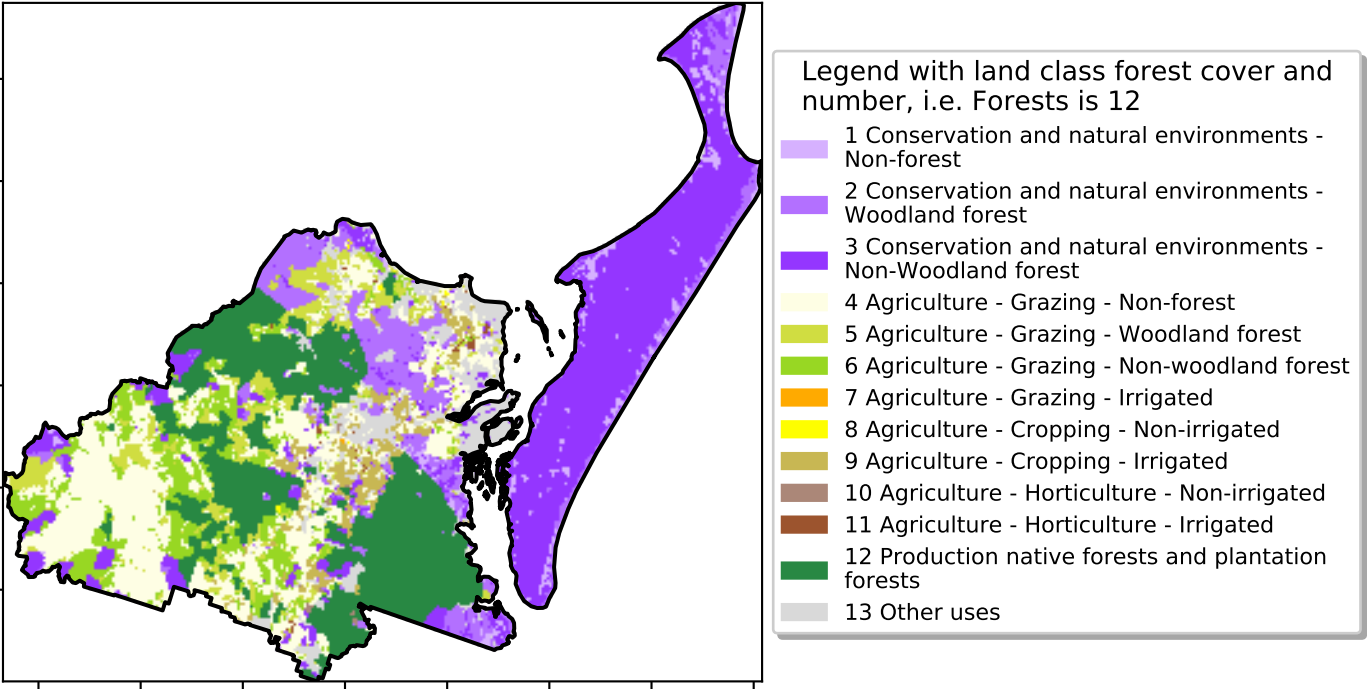 Legend with land class forest cover and
number, i.e. Forests is 12
1 Conservation and natural environments -
Non-forest
2 Conservation and natural environments -
Woodland forest
3 Conservation and natural environments -
Non-Woodland forest
4 Agriculture - Grazing - Non-forest
5 Agriculture - Grazing - Woodland forest
6 Agriculture - Grazing - Non-woodland forest
7 Agriculture - Grazing - Irrigated
8 Agriculture - Cropping - Non-irrigated
9 Agriculture - Cropping - Irrigated
10 Agriculture - Horticulture - Non-irrigated
11 Agriculture - Horticulture - Irrigated
12 Production native forests and plantation
forests
13 Other uses